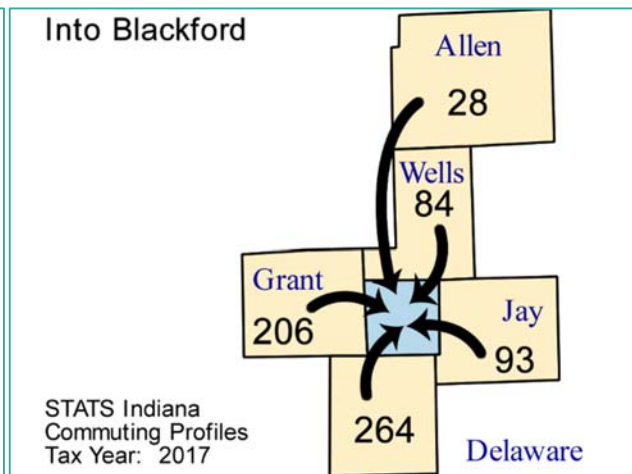 Into Blackford
Allen
28
Wells
84
Grant
206
Jay
93
264
Delaware
STATS Indiana
Commuting Profiles
Tax Year: 2017